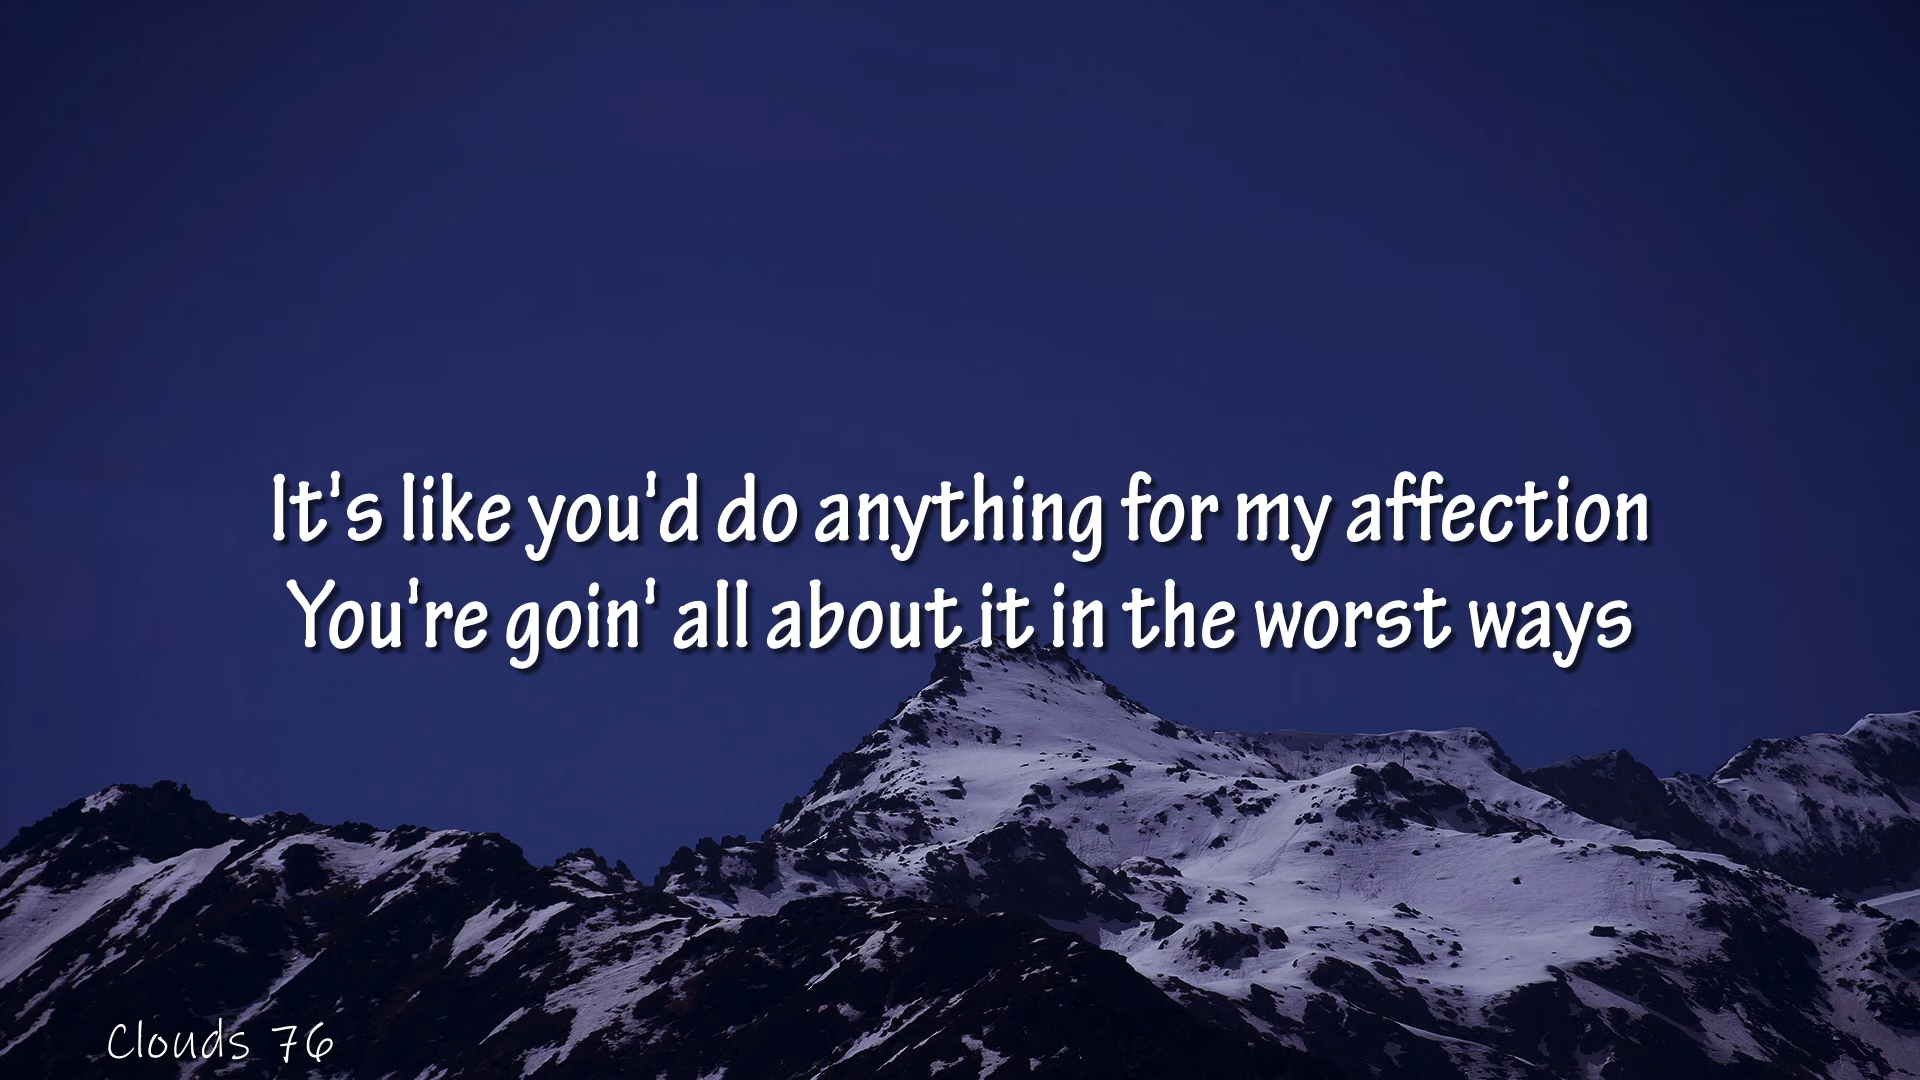 It's like you'd do anything for my affection
You're goin' all about it in the worst ways
Clouds 76